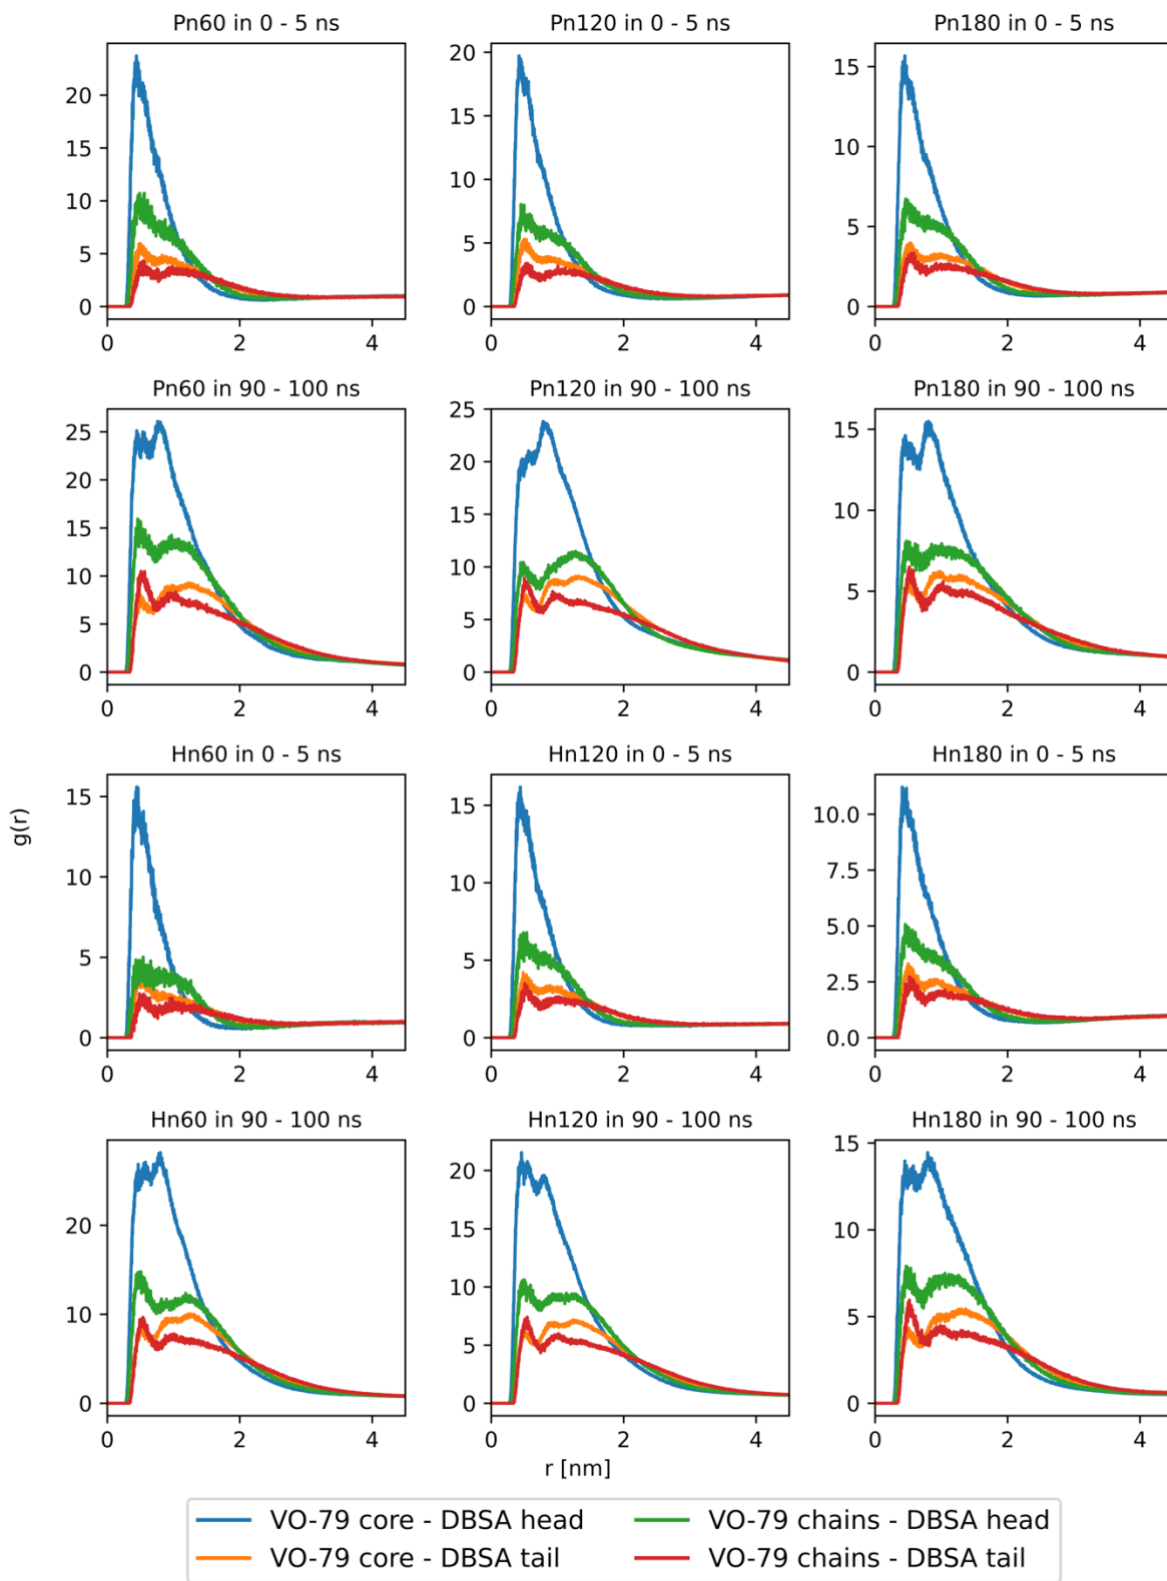 Pn60 in 0 - 5 ns Pn120 in 0 - 5 ns Pn180 in 0 - 5 ns
20 20 15
15 15 10
10 10 5
5 5 0
0 0
0 2 4 0 2 4 0 2 4
Pn60 in 90 - 100 ns Pn120 in 90 - 100 ns Pn180 in 90 - 100 ns
25 25 15
20 20 10
15 15 5
10 10 0
5 5
0 0
0 2 4 0 2 4 0 2 4
Hn60 in 0 - 5 ns Hn120 in 0 - 5 ns Hn180 in 0 - 5 ns
g(r)
15 15 10.0
10 10 7.5
5 5 5.0
0 0 2.5
0.0
0 2 4 0 2 4 0 2 4
Hn60 in 90 - 100 ns Hn120 in 90 - 100 ns Hn180 in 90 - 100 ns
20 20 15
10 15 10
0 10 5
5 0
0
0 2 4 0 2 4 0 2 4
r [nm]
VO-79 core - DBSA head VO-79 chains - DBSA head
VO-79 core - DBSA tail VO-79 chains - DBSA tail